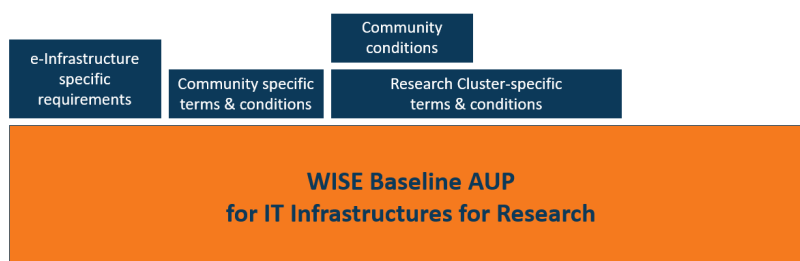 Community
conditions
e-Infrastructure
specific
requirements
Community specific
terms & conditions
Research Cluster-specific
terms & conditions
WISE Baseline AUP
for IT Infrastructures for Research